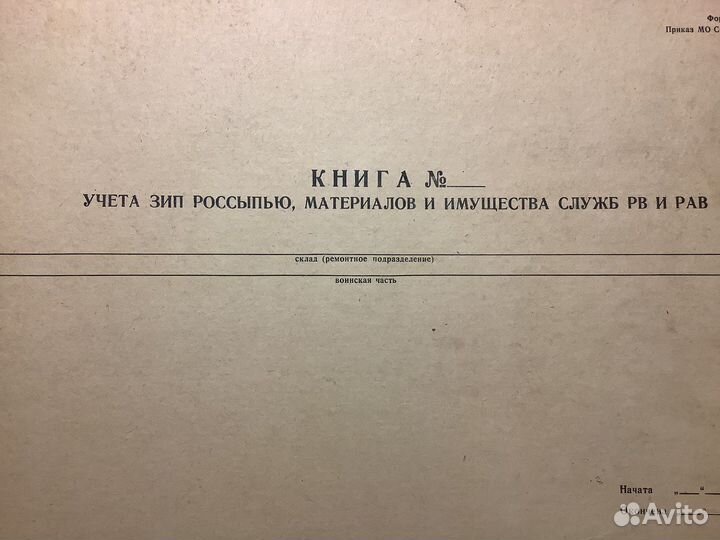 Фор
Приказ МО С
КНИГА №
УЧЕТА ЗИП РОССЫПЬЮ, МАТЕРИАЛОВ И ИМУЩЕСТВА СЛУЖБ РВ И РАВ
склад (ремонтное подразделение)
воинская часть
Начата „ “
Avito